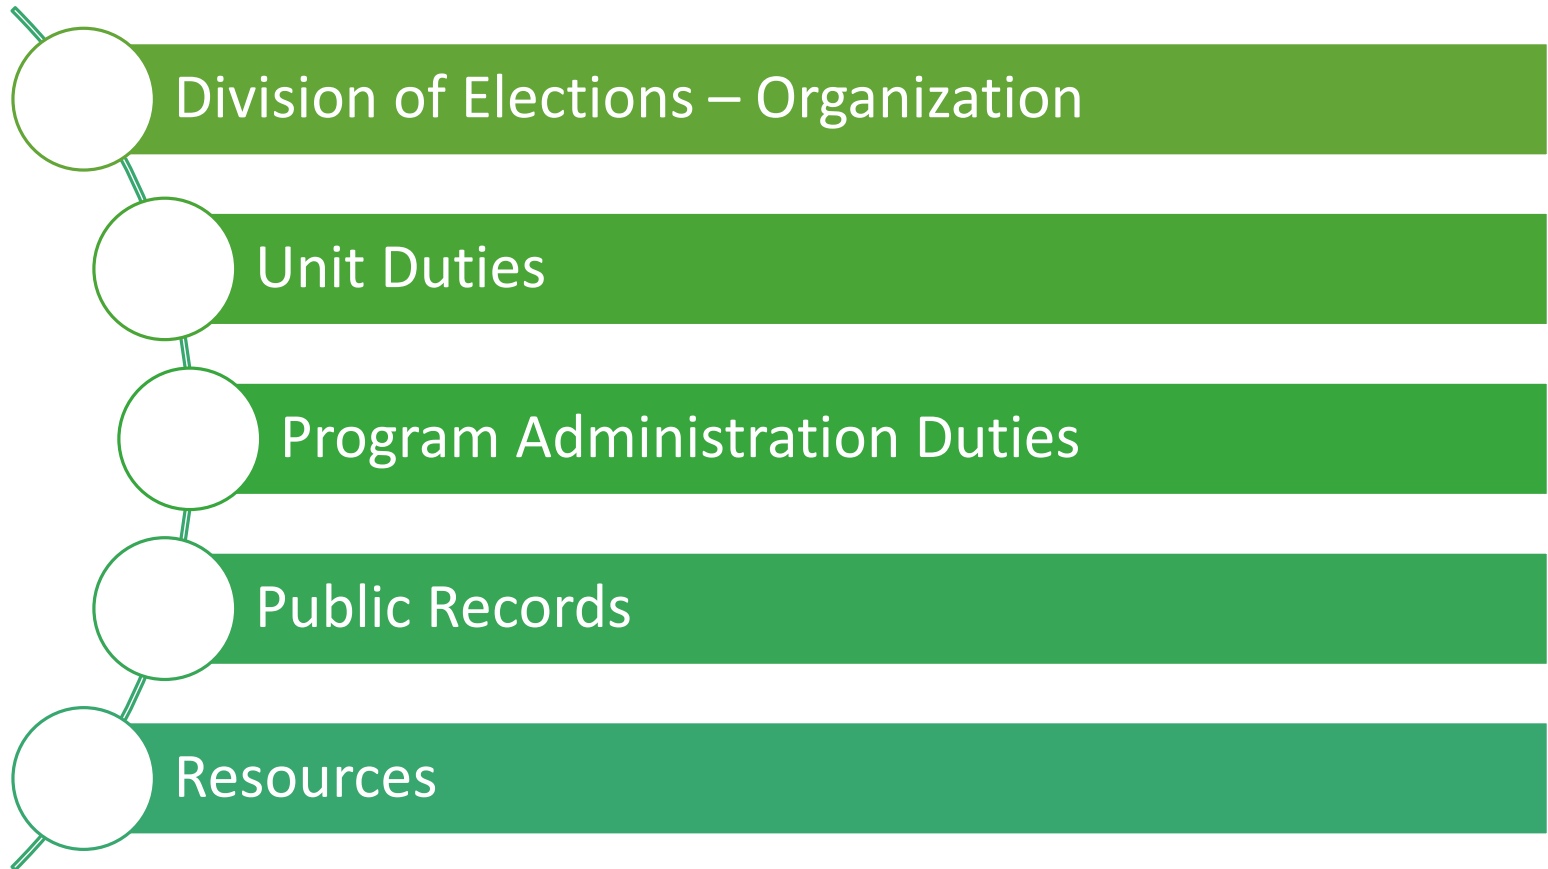 Division of Elections – Organization
Unit Duties
Program Administration Duties
Public Records
Resources